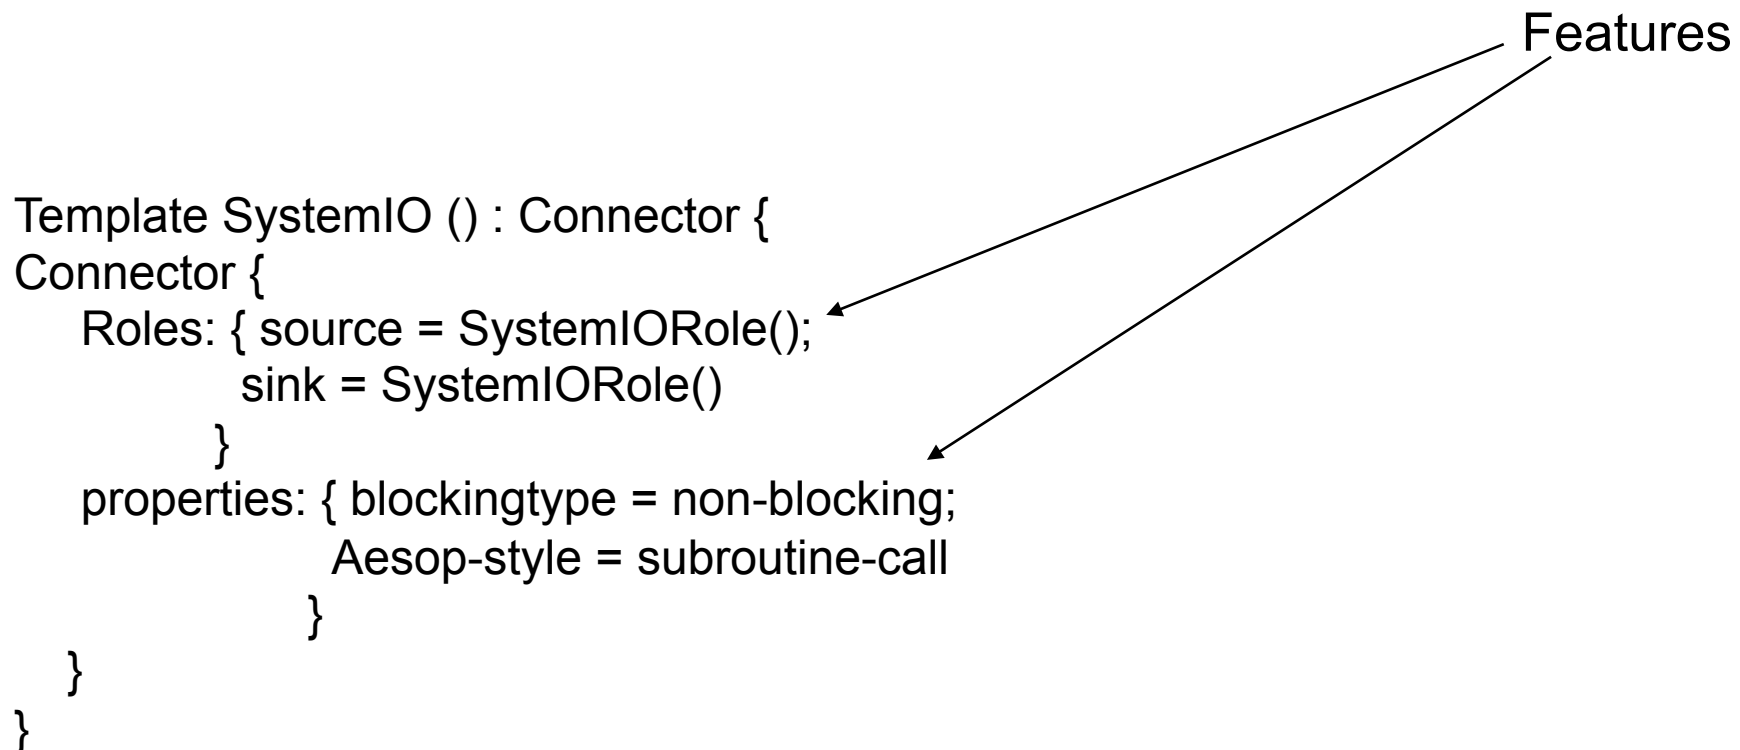 Features
Template SystemIO () : Connector {
Connector {
Roles: { source = SystemIORole();
sink = SystemIORole()
}
properties: { blockingtype = non-blocking;
Aesop-style = subroutine-call
}
}
}